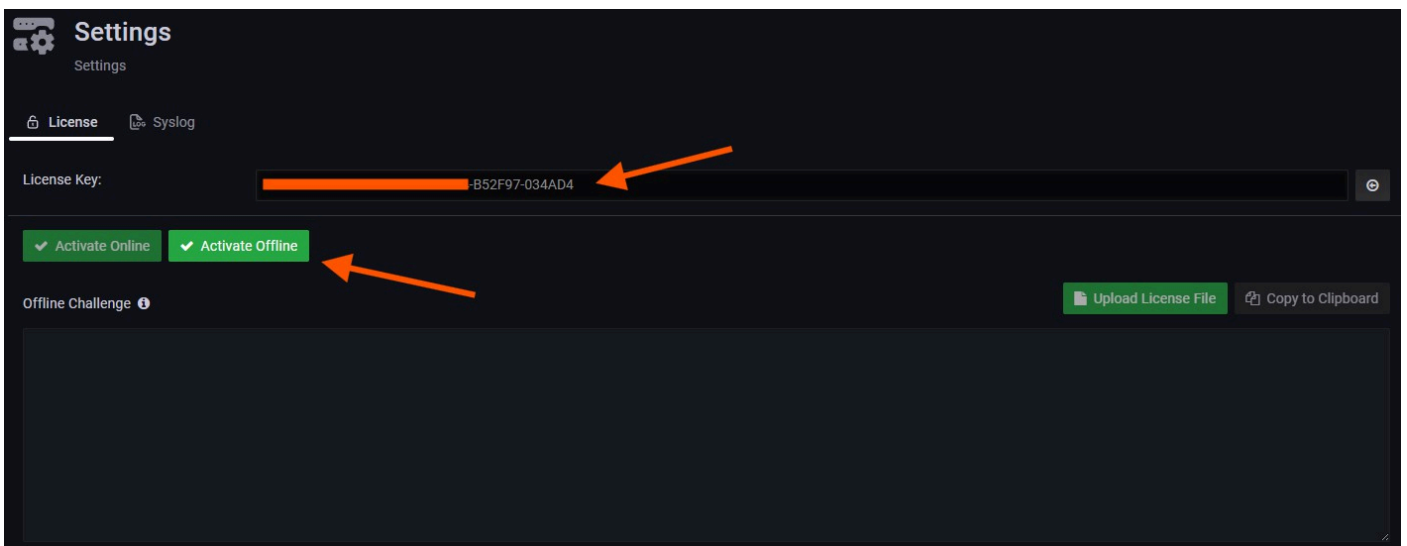 Settings
Settings
License
Syslog
License Key:
-B52F97-034AD4
Activate Online
Activate Offline
Offline Challenge
Upload License File
Copy to Clipboard